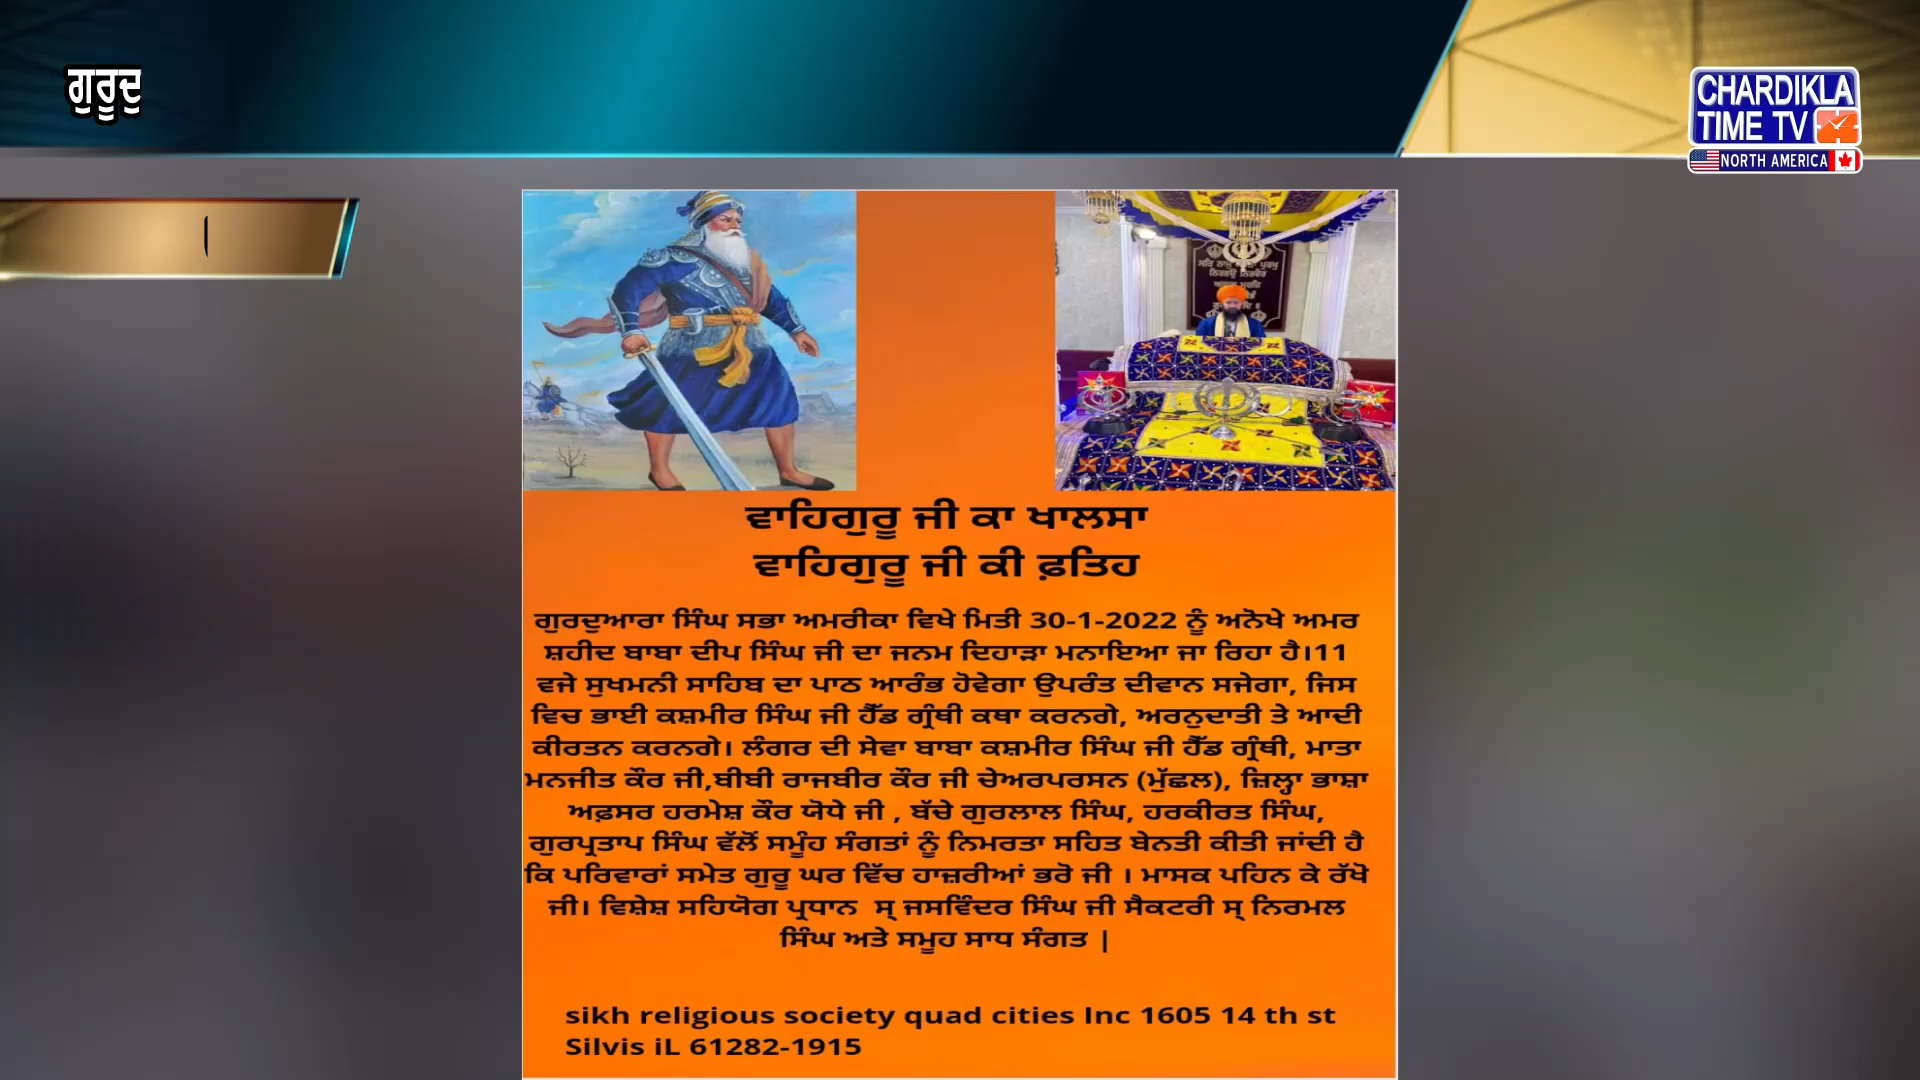 ਗੁਰੂਦੁ
CHARDIKLA
TIME TV
NORTH AMERICA
ਵਾਹਿਗੁਰੂ ਜੀ ਕਾ ਖਾਲਸਾ
ਵਾਹਿਗੁਰੂ ਜੀ ਕੀ ਫ਼ਤਿਹ
ਗੁਰਦੁਆਰਾ ਸਿੰਘ ਸਭਾ ਅਮਰੀਕਾ ਵਿਖੇ ਮਿਤੀ 30-1-2022 ਨੂੰ ਅਨੋਖੇ ਅਮਰ
ਸ਼ਹੀਦ ਬਾਬਾ ਦੀਪ ਸਿੰਘ ਜੀ ਦਾ ਜਨਮ ਦਿਹਾੜਾ ਮਨਾਇਆ ਜਾ ਰਿਹਾ ਹੈ।11
ਵਜੇ ਸੁਖਮਨੀ ਸਾਹਿਬ ਦਾ ਪਾਠ ਆਰੰਭ ਹੋਵੇਗਾ ਉਪਰੰਤ ਦੀਵਾਨ ਸਜੇਗਾ, ਜਿਸ
ਵਿਚ ਭਾਈ ਕਸ਼ਮੀਰ ਸਿੰਘ ਜੀ ਹੈੱਡ ਗ੍ਰੰਥੀ ਕਥਾ ਕਰਨਗੇ, ਅਰਨੁਦਾਤੀ ਤੇ ਆਦੀ
ਕੀਰਤਨ ਕਰਨਗੇ। ਲੰਗਰ ਦੀ ਸੇਵਾ ਬਾਬਾ ਕਸ਼ਮੀਰ ਸਿੰਘ ਜੀ ਹੈੱਡ ਗ੍ਰੰਥੀ, ਮਾਤਾ
ਮਨਜੀਤ ਕੌਰ ਜੀ,ਬੀਬੀ ਰਾਜਬੀਰ ਕੌਰ ਜੀ ਚੇਅਰਪਰਸਨ (ਮੁੱਛਲ), ਜ਼ਿਲ੍ਹਾ ਭਾਸ਼ਾ
ਅਫ਼ਸਰ ਹਰਮੇਸ਼ ਕੌਰ ਯੋਧੇ ਜੀ , ਬੱਚੇ ਗੁਰਲਾਲ ਸਿੰਘ, ਹਰਕੀਰਤ ਸਿੰਘ,
ਗੁਰਪ੍ਰਤਾਪ ਸਿੰਘ ਵੱਲੋਂ ਸਮੂੰਹ ਸੰਗਤਾਂ ਨੂੰ ਨਿਮਰਤਾ ਸਹਿਤ ਬੇਨਤੀ ਕੀਤੀ ਜਾਂਦੀ ਹੈ
ਕਿ ਪਰਿਵਾਰਾਂ ਸਮੇਤ ਗੁਰੂ ਘਰ ਵਿੱਚ ਹਾਜ਼ਰੀਆਂ ਭਰੋ ਜੀ । ਮਾਸਕ ਪਹਿਨ ਕੇ ਰੱਖੋ
ਜੀ। ਵਿਸ਼ੇਸ਼ ਸਹਿਯੋਗ ਪ੍ਰਧਾਨ ਸ੍ ਜਸਵਿੰਦਰ ਸਿੰਘ ਜੀ ਸੈਕਟਰੀ ਸ੍ ਨਿਰਮਲ
ਸਿੰਘ ਅਤੇ ਸਮੂਹ ਸਾਧ ਸੰਗਤ |
sikh religious society quad cities Inc 1605 14 th st
Silvis iL 61282-1915